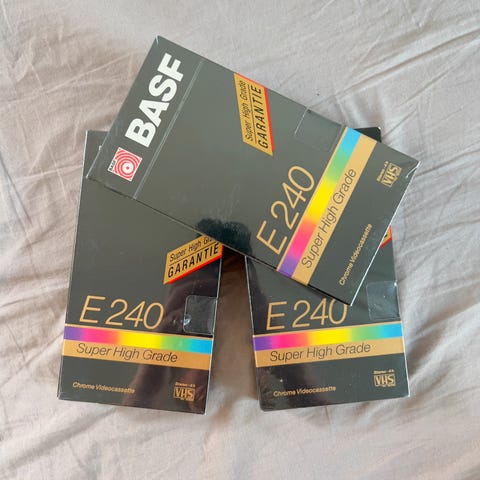 BASF
BASF
Super High Grade
GARANTIE
E 240
Super High Grade
Chrome Videocassette
VHS
Super High Grade
GARANTIE
E 240
Super High Grade
Chrome Videocassette
VHS
E 240
Super High Grade
Chrome Videocassette
VHS